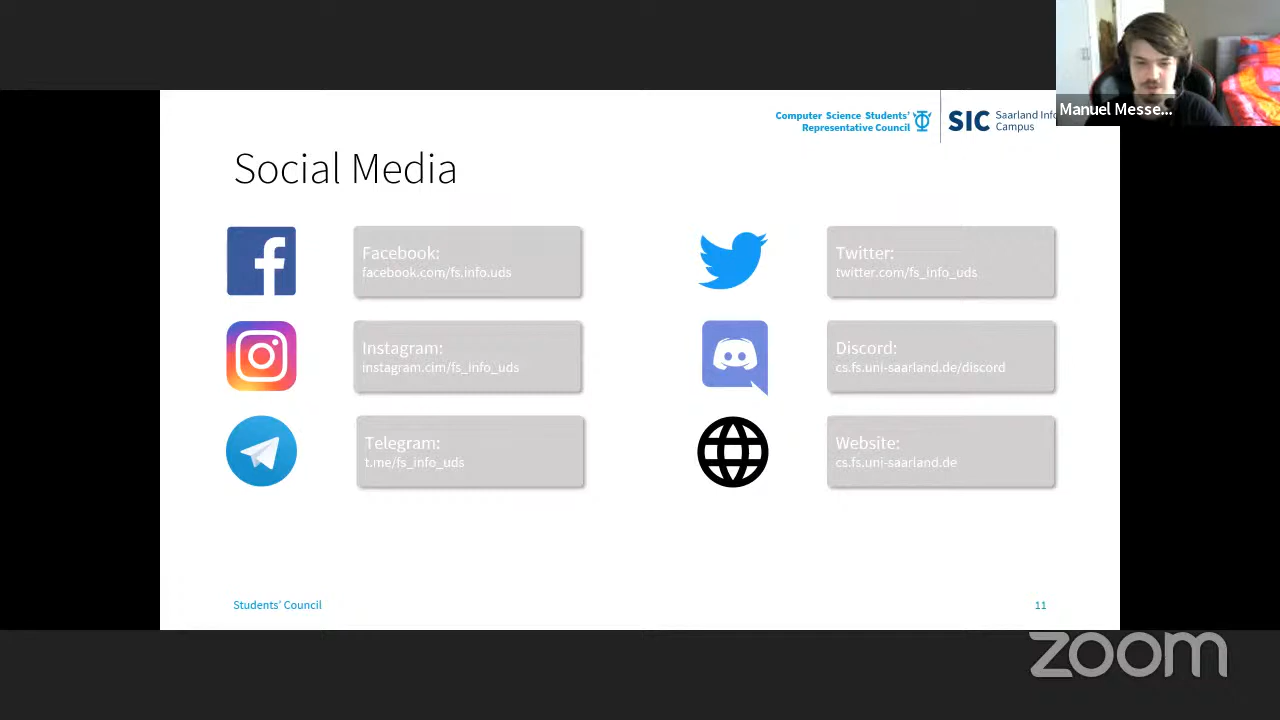 Computer Science Students'
Representative Council
SIC
Saarland Info
Campus
Manuel Messe...
Social Media
Facebook:
facebook.com/fs.info.uds
Twitter:
twitter.com/fs_info_uds
Instagram:
instagram.cim/fs_info_uds
Discord:
cs.fs.uni-saarland.de/discord
Telegram:
t.me/fs_info_uds
Website:
cs.fs.uni-saarland.de
Students' Council
11
zoom